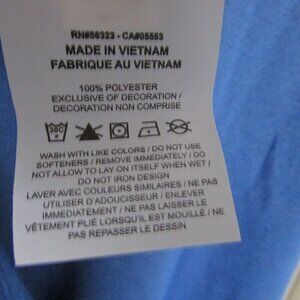 RN#56323 - CA#05553
MADE IN VIETNAM
FABRIQUE AU VIETNAM
100% POLYESTER
EXCLUSIVE OF DECORATION /
DECORATION NON COMPRISE
30C
WASH WITH LIKE COLORS / DO NOT USE
SOFTENERS / REMOVE IMMEDIATELY / DO
NOT ALLOW TO LAY ON ITSELF WHEN WET /
DO NOT IRON DESIGN
LAVER AVEC COULEURS SIMILAIRES / NE PAS
UTILISER D'ADOUCISSEUR / ENLEVER
IMMÉDIATEMENT / NE PAS LAISSER LE
VÊTEMENT PLIÉ LORSQU'IL EST MOUILLÉ / NE
PAS REPASSER LE DESSIN